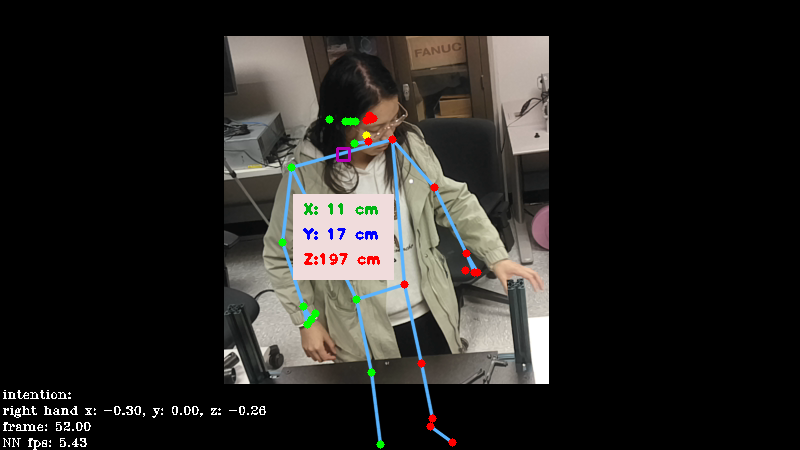 FANUC
X: 11 cm
Y: 17 cm
Z:197 cm
intention:
right hand x: −0.30, y: 0.00, z: −0.26
frame: 52.00
NN fps: 5.43